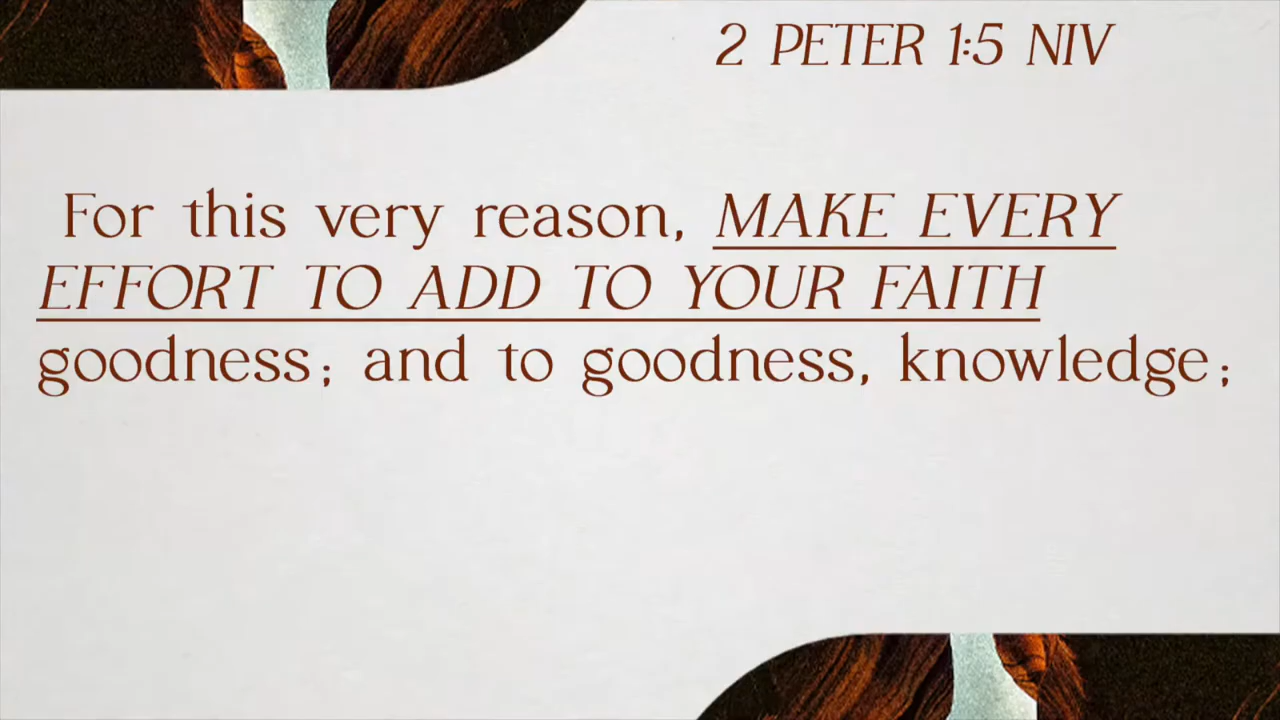 2 PETER 1:5 NIV
For this very reason, MAKE EVERY
EFFORT TO ADD TO YOUR FAITH
goodness; and to goodness, knowledge;